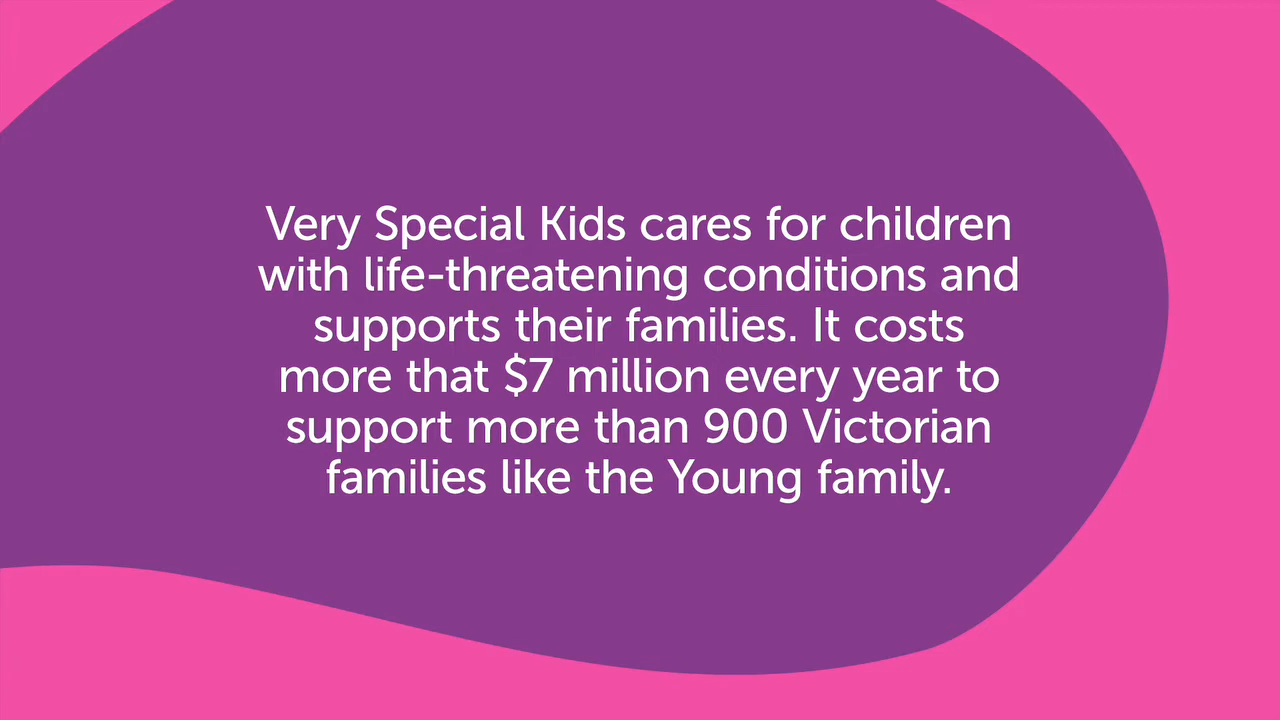 Very Special Kids cares for children
with life-threatening conditions and
supports their families. It costs
more that $7 million every year to
support more than 900 Victorian
families like the Young family.